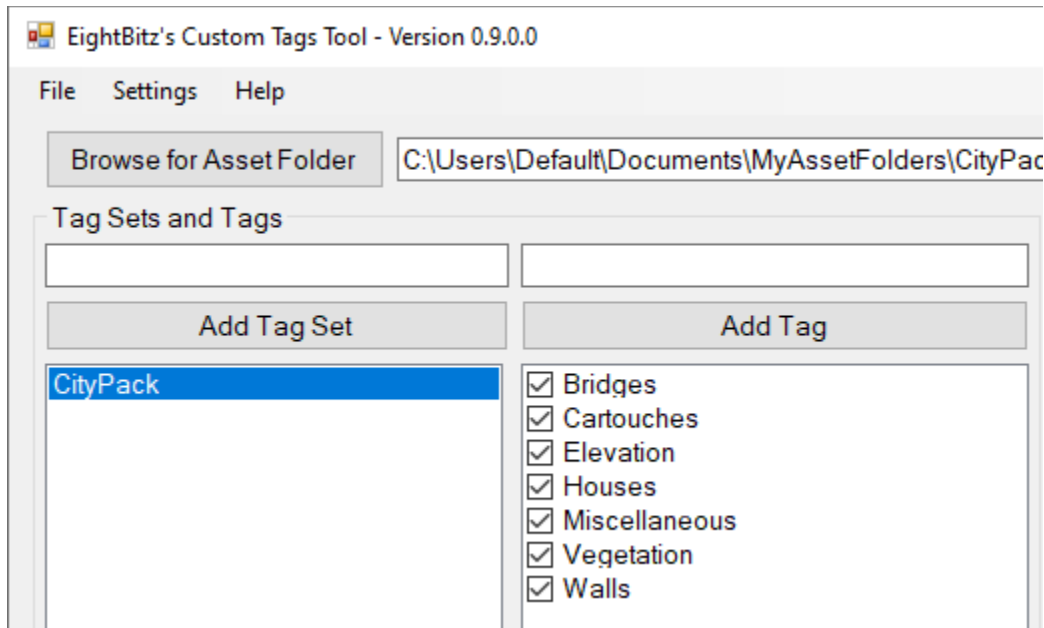 EightBitz's Custom Tags Tool - Version 0.9.0.0
File Settings Help
Browse for Asset Folder C:\Users\Default\Documents\MyAssetFolders\CityPac
Tag Sets and Tags
Add Tag Set Add Tag
CityPack
Bridges
Cartouches
Elevation
Houses
Miscellaneous
Vegetation
Walls